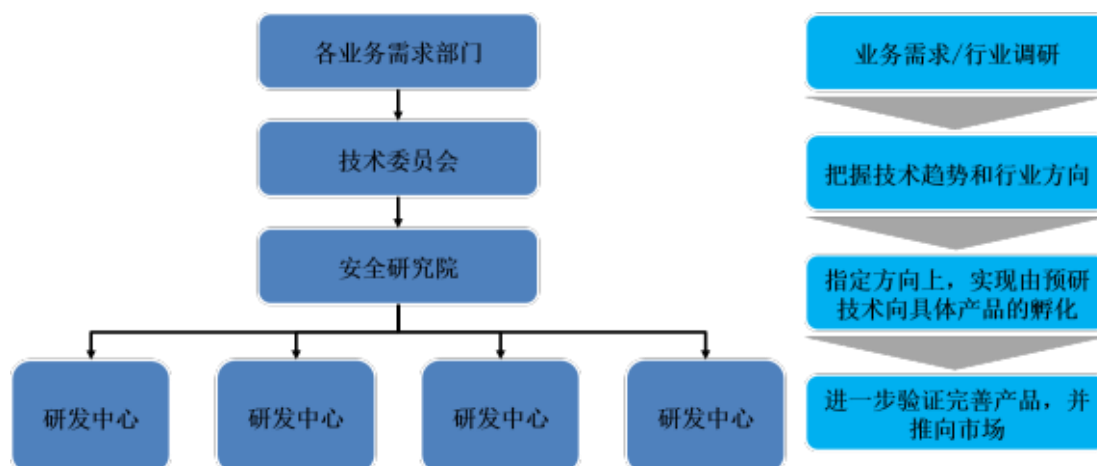 各业务需求部门
技术委员会
安全研究院
研发中心
研发中心
研发中心
研发中心
业务需求/行业调研
把握技术趋势和行业方向
指定方向上，实现由预研
技术向具体产品的孵化
进一步验证完善产品，并
推向市场